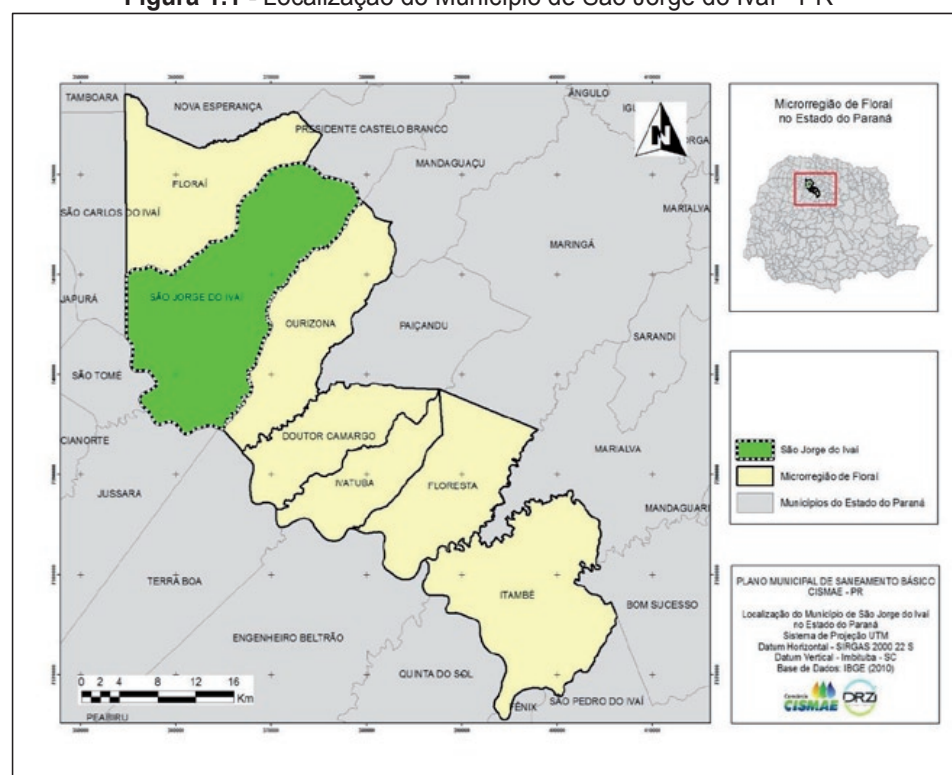 Figura 1.1 - Localização do Município de São Jorge do Ivaí - PR
TAMBOARA
NOVA ESPERANÇA
PRESIDENTE CASTELO BRANCO
ÂNGULO
MANDAGUAÇU
FLORAÍ
SÃO CARLOS DO IVAÍ
MARIALVA
MARINGÁ
JAPURÁ
SÃO JORGE DO IVAÍ
OURIZONA
PAIÇANDU
SARANDI
SÃO TOMÉ
CIANORTE
DOUTOR CAMARGO
MARIALVA
JUSSARA
IVATUBA
FLORESTA
MANDAGUARI
TERRA BOA
ITAMBÉ
BOM SUCESSO
ENGENHEIRO BELTRÃO
QUINTA DO SOL
FÊNIX
SÃO PEDRO DO IVAÍ
PEABIRU
N
0 2 4 8 12 16
Km
Microrregião de Floraí
no Estado do Paraná
São Jorge do Ivaí
Microrregião de Floraí
Municípios do Estado do Paraná
PLANO MUNICIPAL DE SANEAMENTO BÁSICO
CISMAE - PR
Localização do Município de São Jorge do Ivaí
no Estado do Paraná
Sistema de Projeção UTM
Datum Horizontal - SIRGAS 2000 22 S
Datum Vertical - Imbituba - SC
Base de Dados: IBGE (2010)
CISMAE
DRZ